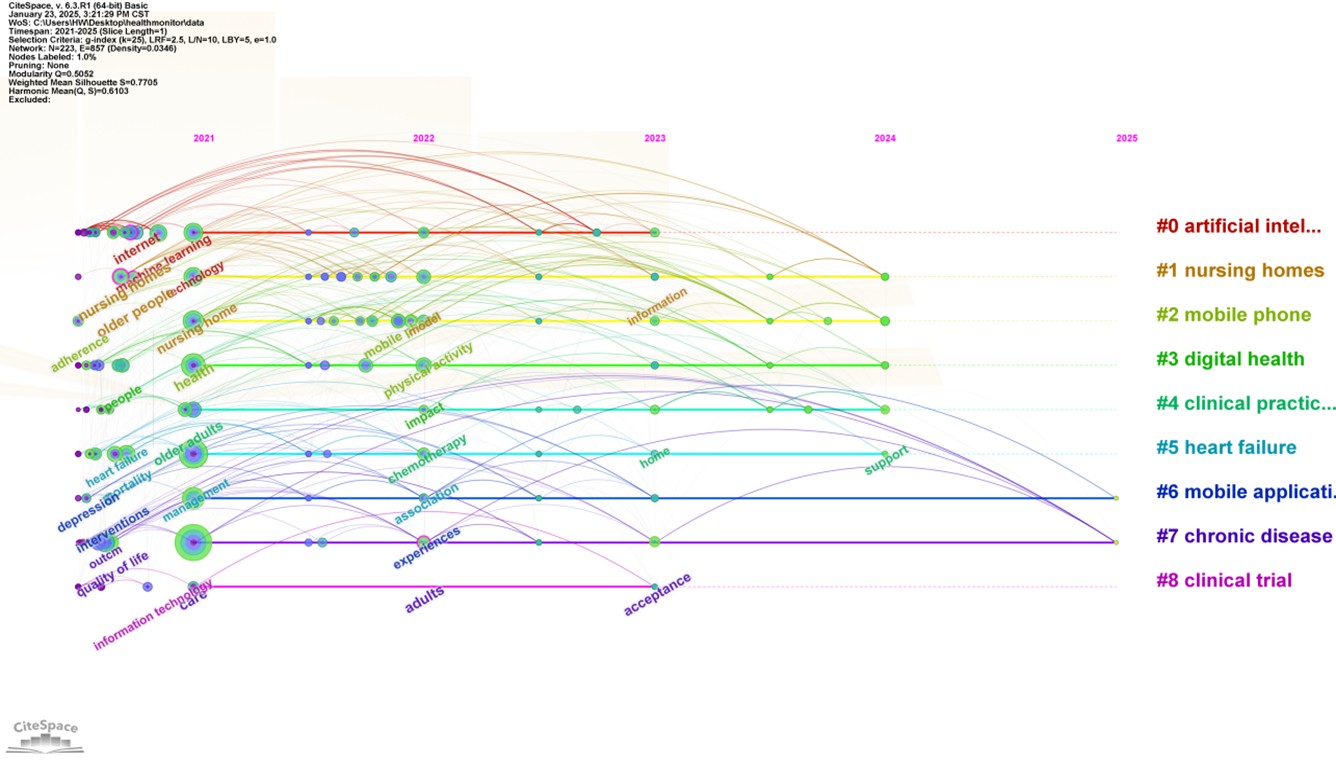 CiteSpace, v. 6.3.R1 (64-bit) Basic
January 23, 2025, 3:21:29 PM CST
WoS: C:\Users\HW\Desktop\healthmonitor\data
Timespan: 2021-2025 (Slice Length=1)
Selection Criteria: g-index (k=25), LRF=2.5, L/N=10, LBY=5, e=1.0
Network: N=223, E=857 (Density=0.0346)
Nodes Labeled: 1.0%
Pruning: None
Modularity Q=0.5052
Weighted Mean Silhouette S=0.7705
Harmonic Mean(Q, S)=0.6103
Excluded:
2021
2022
2023
2024
2025
#0 artificial intel...
internet
machine learning
technology
#1 nursing homes
nursing homes
older people
nursing home
information
#2 mobile phone
adherence
mobile
model
physical activity
#3 digital health
people
health
#4 clinical practic...
older adults
impact
chemotherapy
home
support
#5 heart failure
heart failure
mortality
management
association
#6 mobile applicati.
depression
interventions
experiences
#7 chronic disease
outcm
quality of life
care
adults
acceptance
#8 clinical trial
information technology
CiteSpace